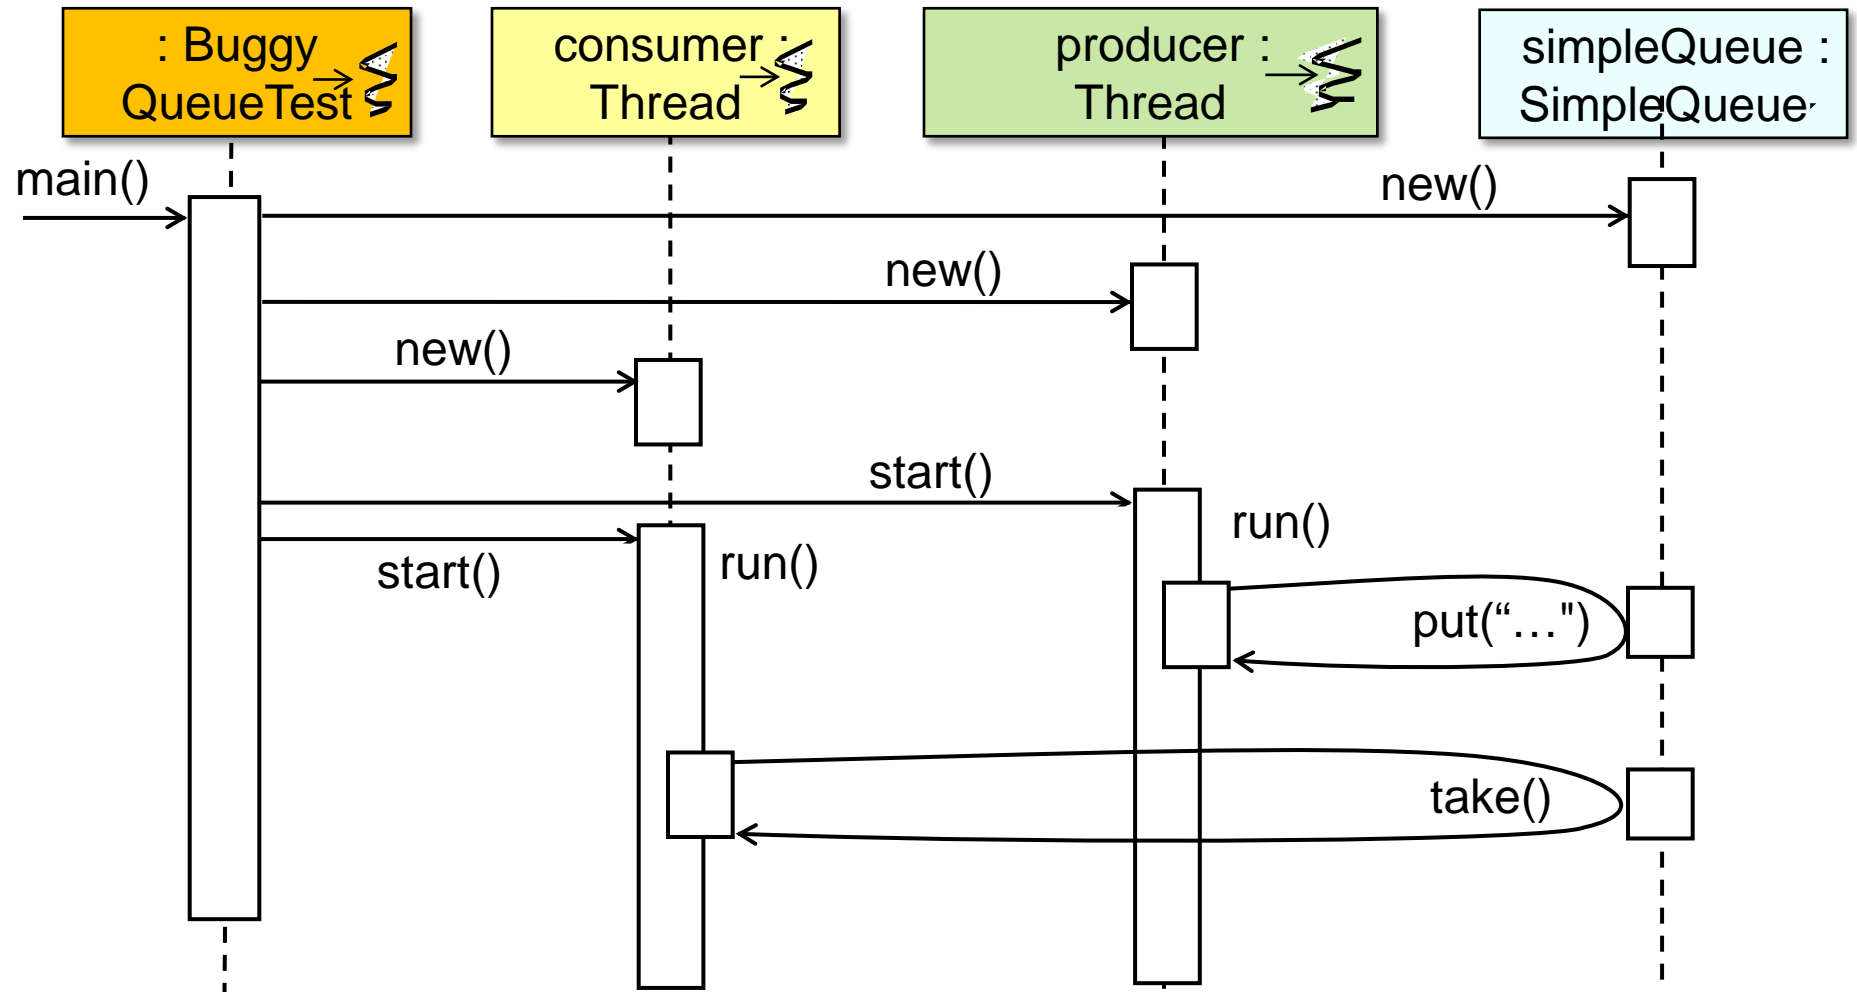 : Buggy
QueueTest
consumer :
Thread
producer :
Thread
simpleQueue :
SimpleQueue
main()
new()
new()
new()
start()
start()
run()
run()
put(“…")
take()